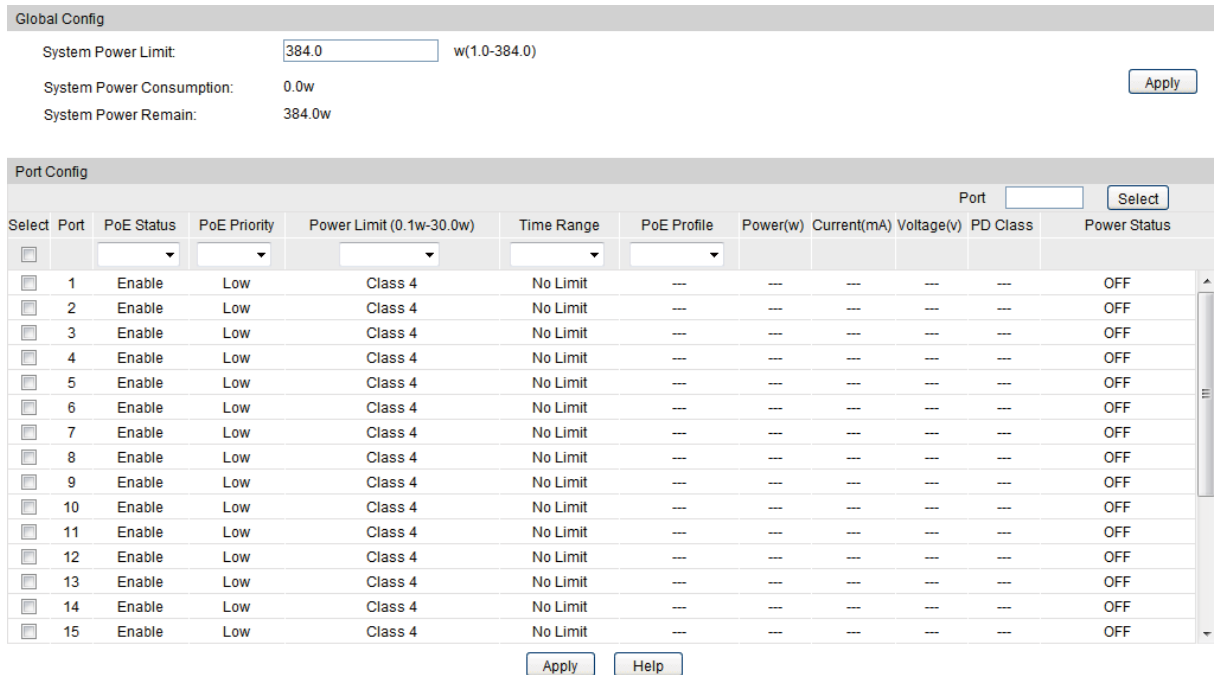 Global Config
System Power Limit: 384.0 w(1.0-384.0)
System Power Consumption: 0.0w
Apply
System Power Remain: 384.0w
Port Config
Port Select
Select Port PoE Status PoE Priority Power Limit (0.1w-30.0w) Time Range PoE Profile Power(w) Current(mA) Voltage(v) PD Class Power Status
1 Enable Low Class 4 No Limit --- --- --- --- --- OFF
2 Enable Low Class 4 No Limit --- --- --- --- --- OFF
3 Enable Low Class 4 No Limit --- --- --- --- --- OFF
4 Enable Low Class 4 No Limit --- --- --- --- --- OFF
5 Enable Low Class 4 No Limit --- --- --- --- --- OFF
6 Enable Low Class 4 No Limit --- --- --- --- --- OFF
7 Enable Low Class 4 No Limit --- --- --- --- --- OFF
8 Enable Low Class 4 No Limit --- --- --- --- --- OFF
9 Enable Low Class 4 No Limit --- --- --- --- --- OFF
10 Enable Low Class 4 No Limit --- --- --- --- --- OFF
11 Enable Low Class 4 No Limit --- --- --- --- --- OFF
12 Enable Low Class 4 No Limit --- --- --- --- --- OFF
13 Enable Low Class 4 No Limit --- --- --- --- --- OFF
14 Enable Low Class 4 No Limit --- --- --- --- --- OFF
15 Enable Low Class 4 No Limit --- --- --- --- --- OFF
Apply Help